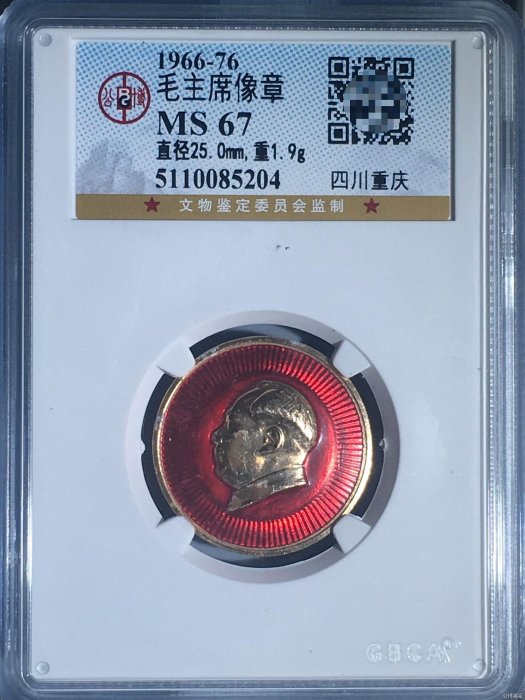 1966-76
毛主席像章
MS 67
直径25.0mm,重1.9g
5110085204
四川重庆
★ 文物鉴定委员会监制 ★
GBCA